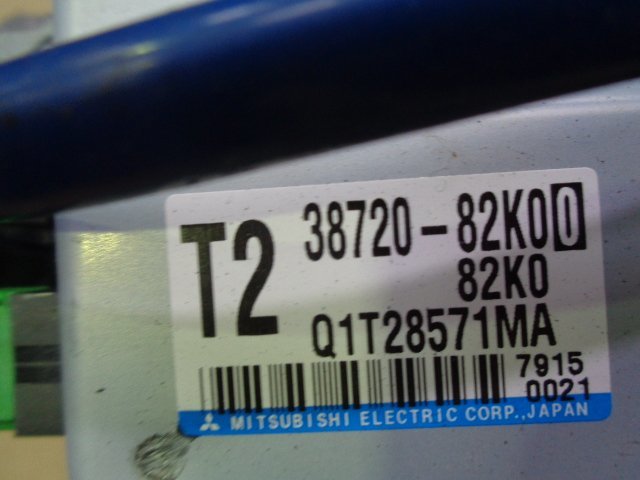 T2
38720-82K00
82K0
Q1T28571MA
7915
0021
MITSUBISHI ELECTRIC CORP., JAPAN